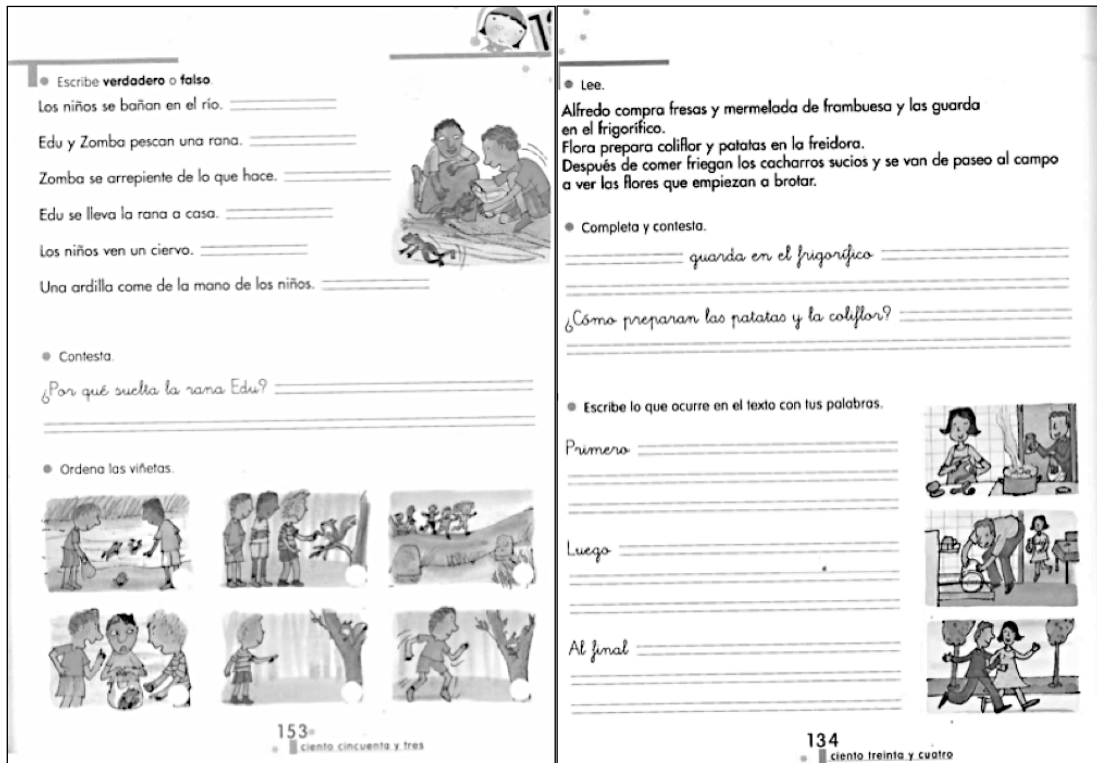 Escribe verdadero o falso.
Los niños se bañan en el río.
Edu y Zomba pescan una rana.
Zomba se arrepiente de lo que hace.
Edu se lleva la rana a casa.
Los niños ven un ciervo.
Una ardilla come de la mano de los niños.
Contesta.
¿Por qué suelta la rana Edu?
Ordena las viñetas.
153
ciento cincuenta y tres
Lee.
Alfredo compra fresas y mermelada de frambuesa y las guarda
en el frigorífico.
Flora prepara coliflor y patatas en la freidora.
Después de comer friegan los cacharros sucios y se van de paseo al campo
a ver las flores que empiezan a brotar.
Completa y contesta.
guarda en el frigorífico
¿Cómo preparan las patatas y la coliflor?
Escribe lo que ocurre en el texto con tus palabras.
Primero
Luego
Al final
134
ciento treinta y cuatro